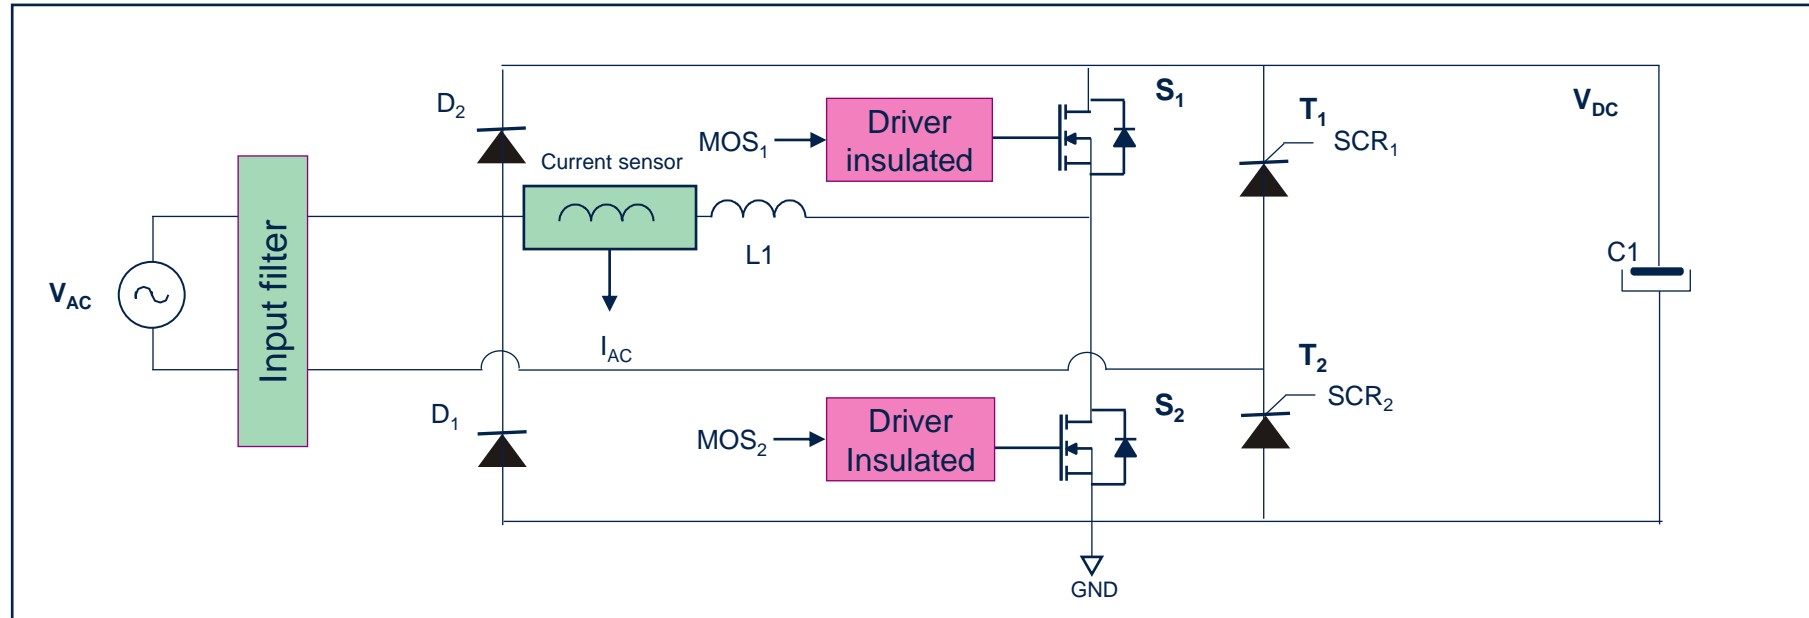 D2
Current sensor
MOS1
Driver
insulated
S1
T1
SCR1
VDC
Input filter
L1
VAC
IAC
C1
T2
SCR2
D1
MOS2
Driver
Insulated
S2
GND